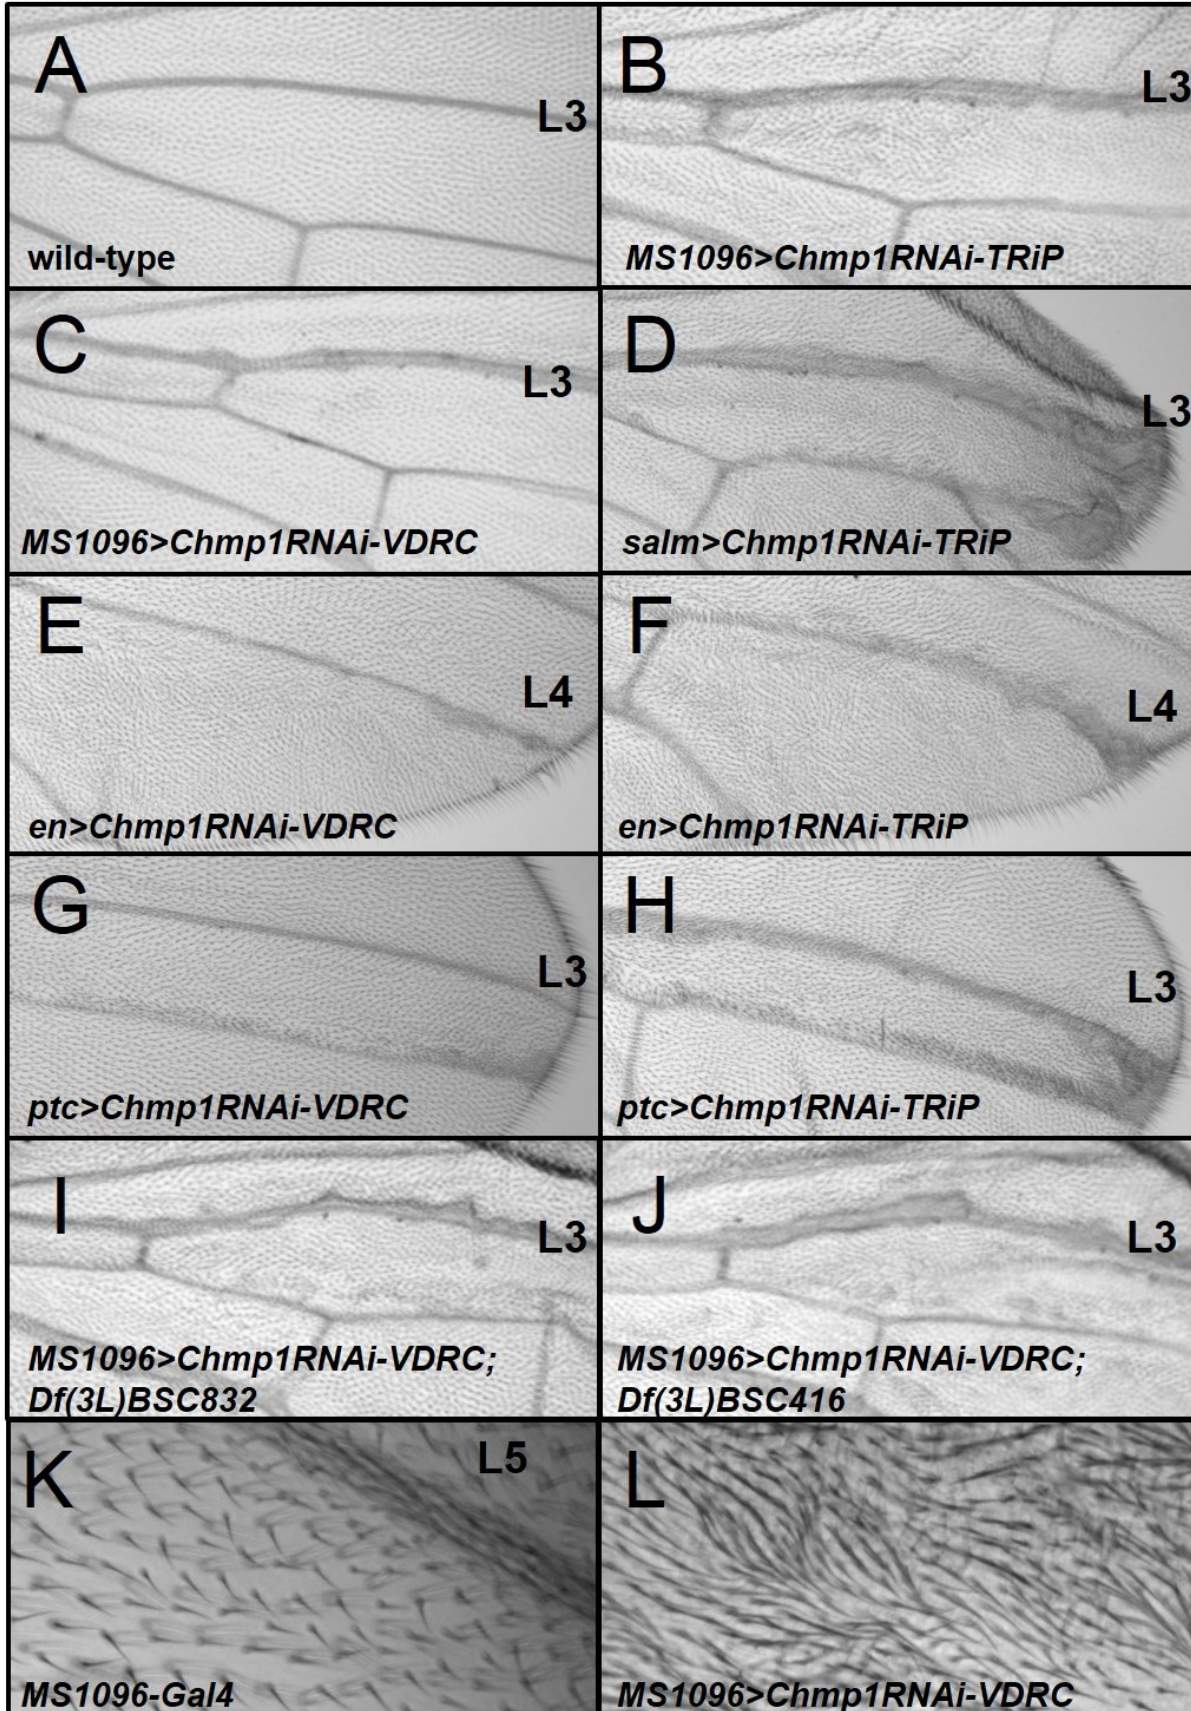 A
L3
wild-type
B
L3
MS1096>Chmp1RNAi-TRiP
C
L3
MS1096>Chmp1RNAi-VDRC
D
L3
salm>Chmp1RNAi-TRiP
E
L4
en>Chmp1RNAi-VDRC
F
L4
en>Chmp1RNAi-TRiP
G
L3
ptc>Chmp1RNAi-VDRC
H
L3
ptc>Chmp1RNAi-TRiP
I
L3
MS1096>Chmp1RNAi-VDRC;
Df(3L)BSC832
J
L3
MS1096>Chmp1RNAi-VDRC;
Df(3L)BSC416
K
L5
MS1096-Gal4
L
MS1096>Chmp1RNAi-VDRC